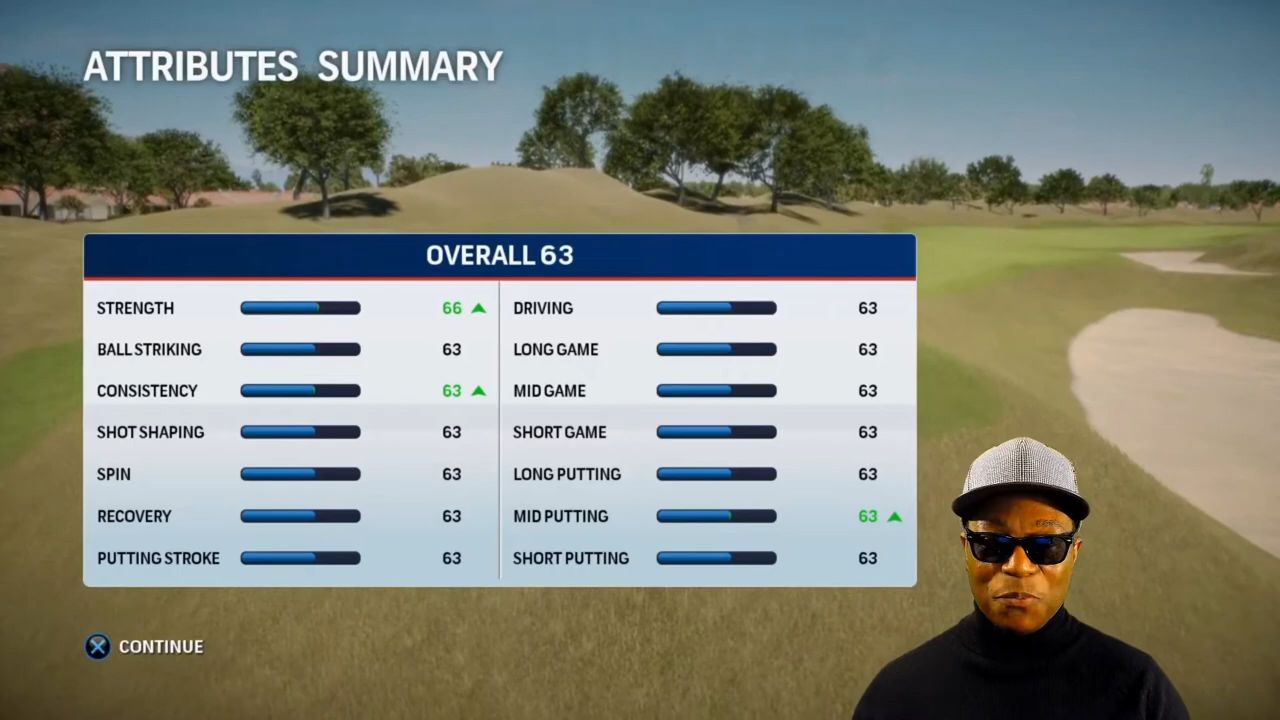 ATTRIBUTES SUMMARY
OVERALL 63
STRENGTH 66
BALL STRIKING 63
CONSISTENCY 63
SHOT SHAPING 63
SPIN 63
RECOVERY 63
PUTTING STROKE 63
DRIVING 63
LONG GAME 63
MID GAME 63
SHORT GAME 63
LONG PUTTING 63
MID PUTTING 63
SHORT PUTTING 63
CONTINUE